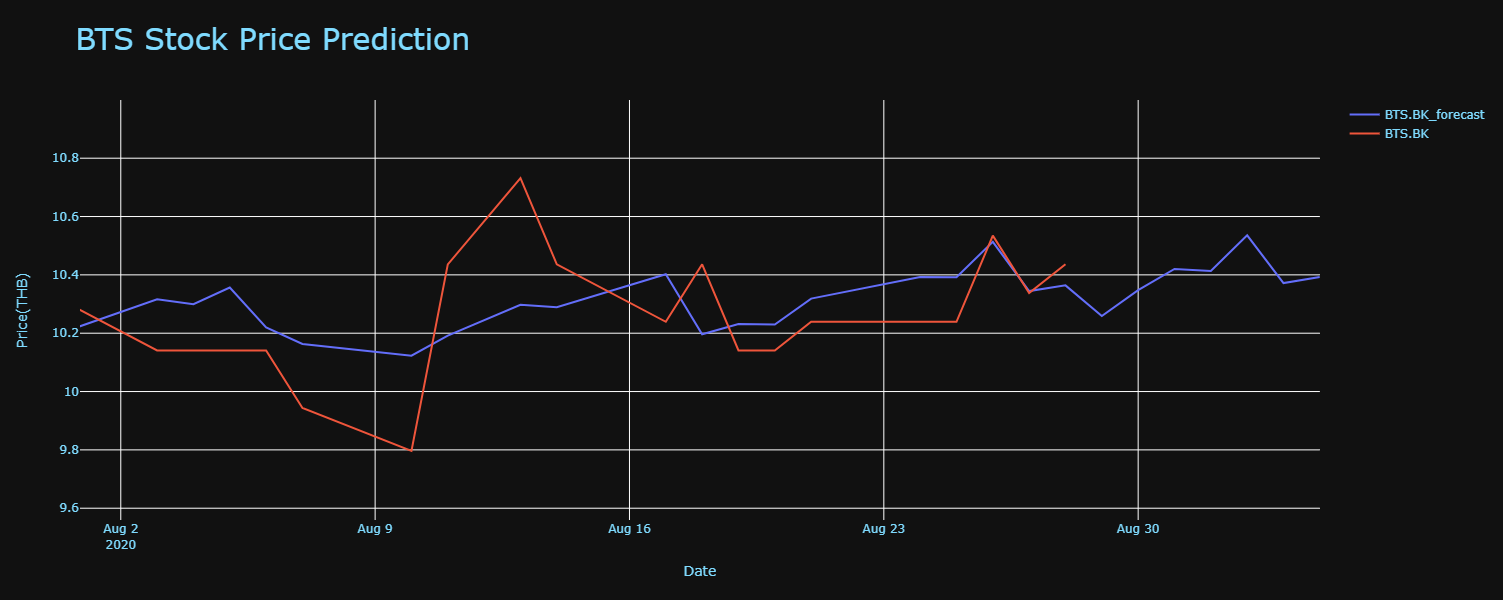 BTS Stock Price Prediction
BTS.BK_forecast
BTS.BK
10.8
10.6
10.4
10.2
10
9.8
9.6
Price(THB)
Aug 2
2020
Aug 9
Aug 16
Aug 23
Aug 30
Date